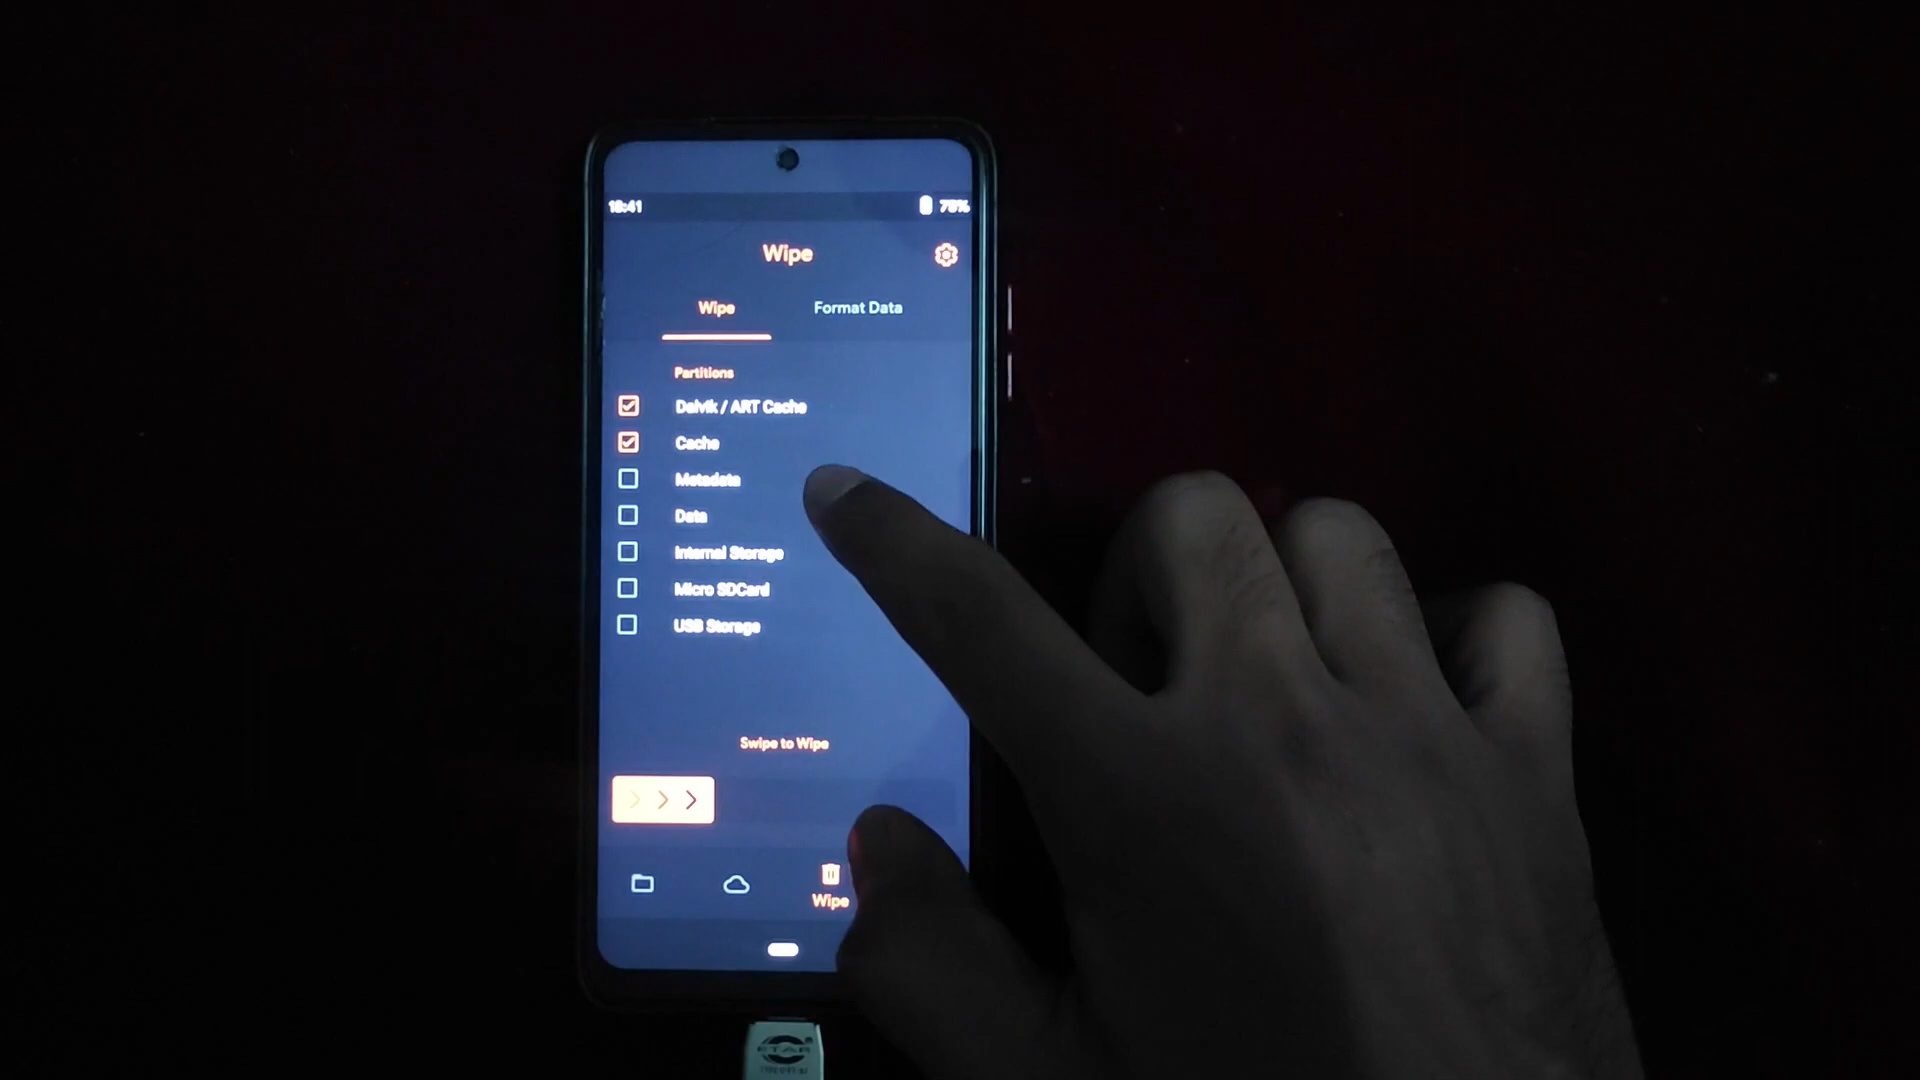 18:41
Wipe
Wipe
Format Data
Partitions
Dalvik / ART Cache
Cache
Metadata
Data
Internal Storage
Micro SDCard
USB Storage
Swipe to Wipe
Wipe